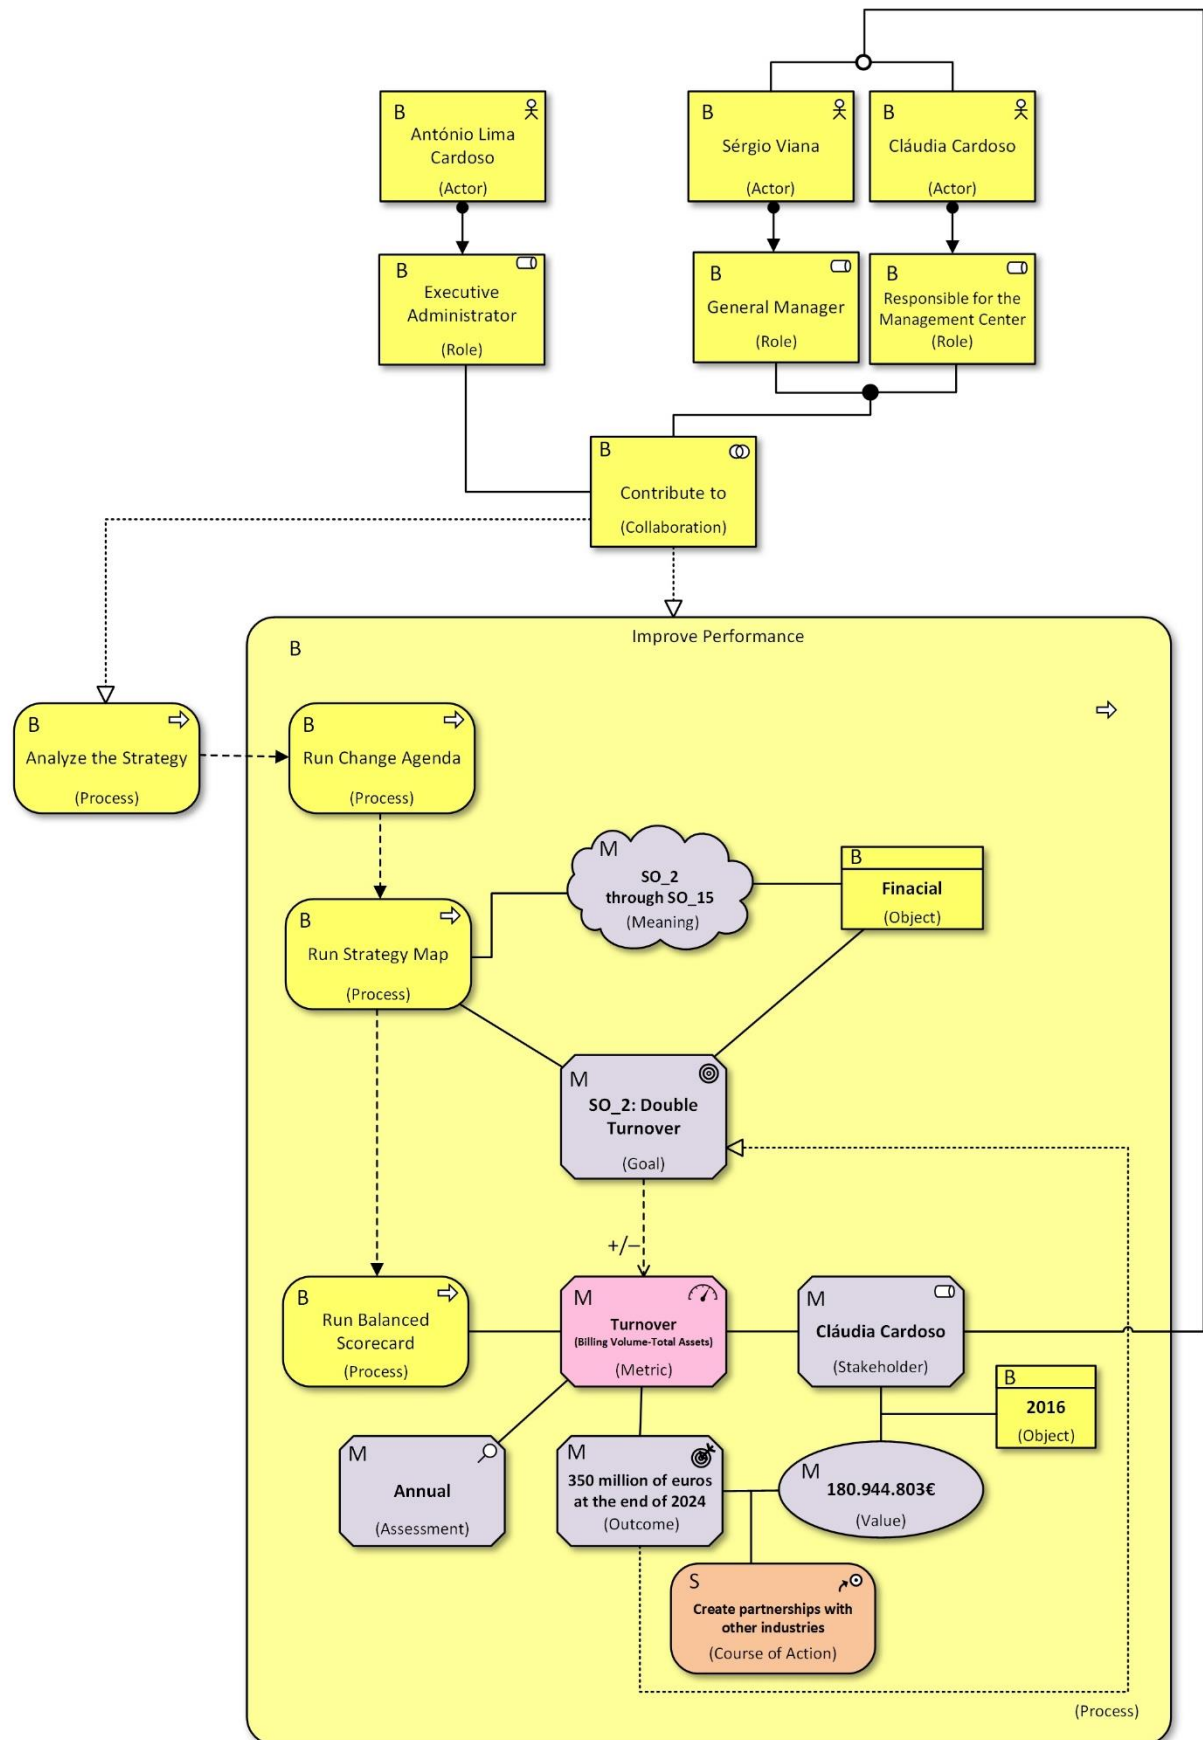 B
António Lima
Cardoso
(Actor)
B
Sérgio Viana
(Actor)
B
Cláudia Cardoso
(Actor)
B
Executive
Administrator
(Role)
B
General Manager
(Role)
B
Responsible for the
Management Center
(Role)
B
Contribute to
(Collaboration)
Improve Performance
B
B
Analyze the Strategy
(Process)
B
Run Change Agenda
(Process)
M
SO_2
through SO_15
(Meaning)
B
Finacial
(Object)
B
Run Strategy Map
(Process)
M
SO_2: Double
Turnover
(Goal)
+/−
B
Run Balanced
Scorecard
(Process)
M
Turnover
(Billing Volume-Total Assets)
(Metric)
M
Cláudia Cardoso
(Stakeholder)
B
2016
(Object)
M
Annual
(Assessment)
M
350 million of euros
at the end of 2024
(Outcome)
M
180.944.803€
(Value)
S
Create partnerships with
other industries
(Course of Action)
(Process)